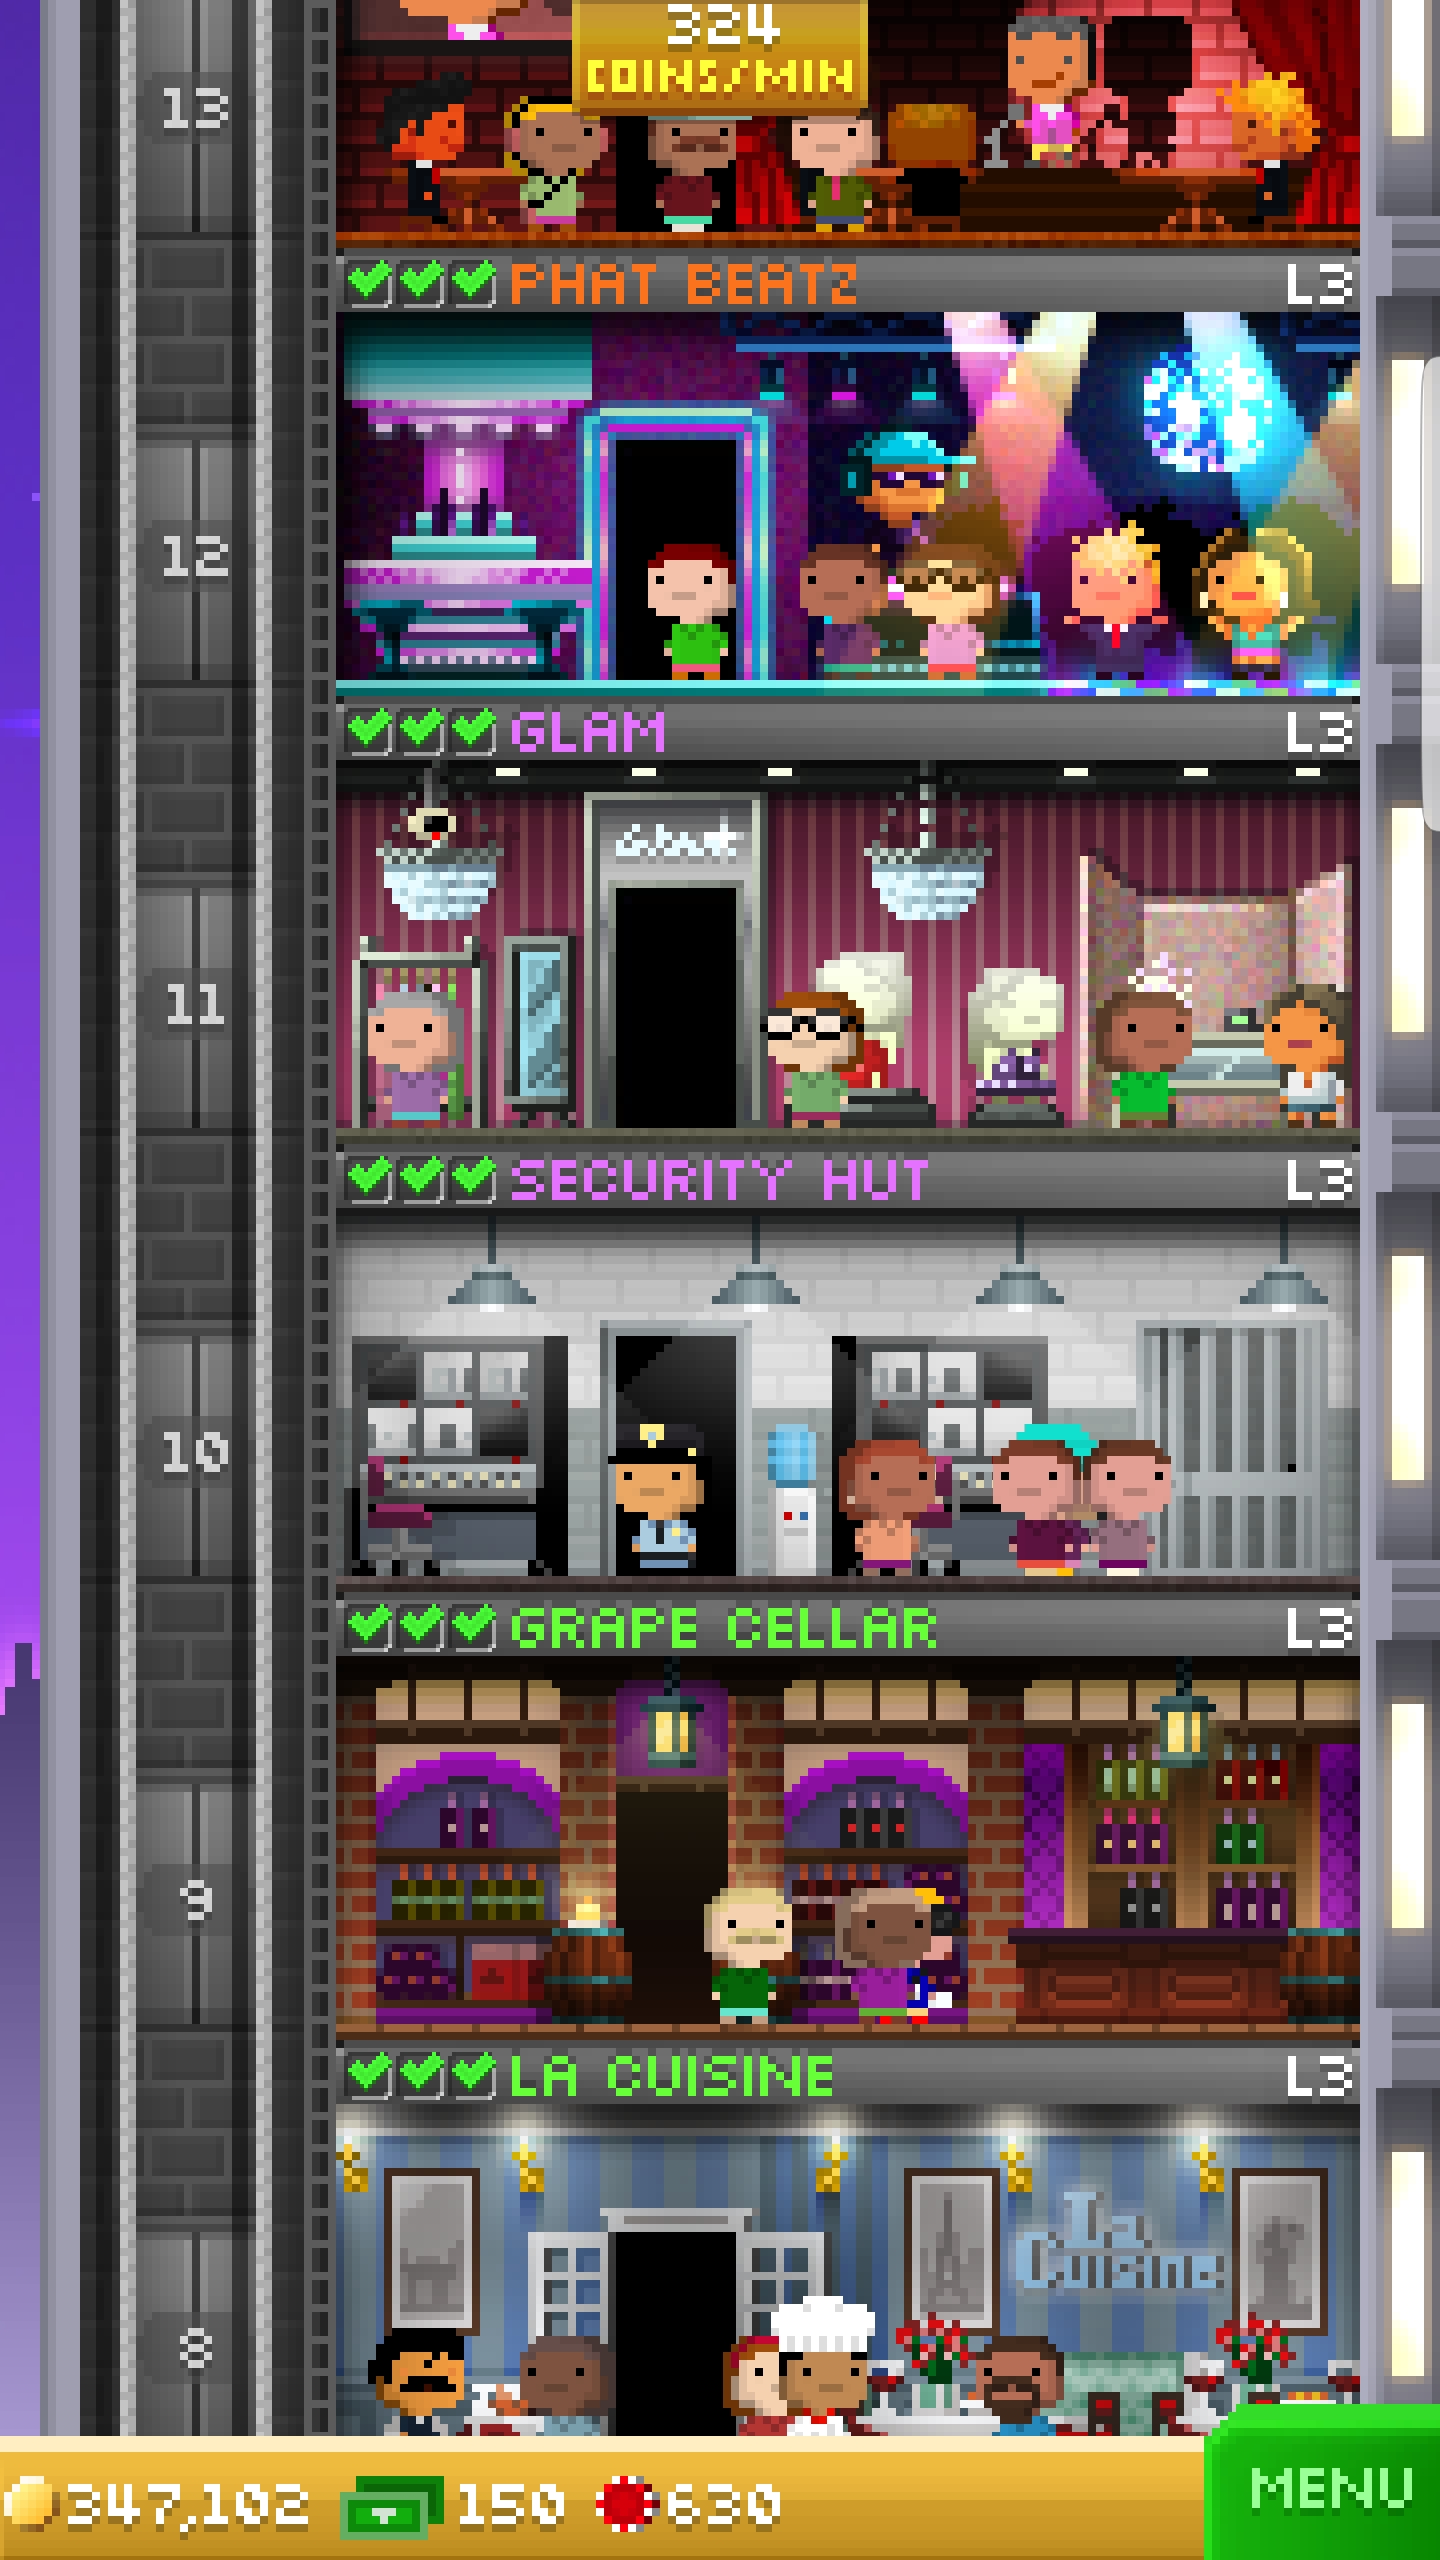 324
COINS/MIN
13
PHAT BEATZ L3
12
GLAM L3
11
SECURITY HUT L3
10
GRAPE CELLAR L3
9
LA CUISINE L3
La
Cuisine
8
347,102 150 630
MENU